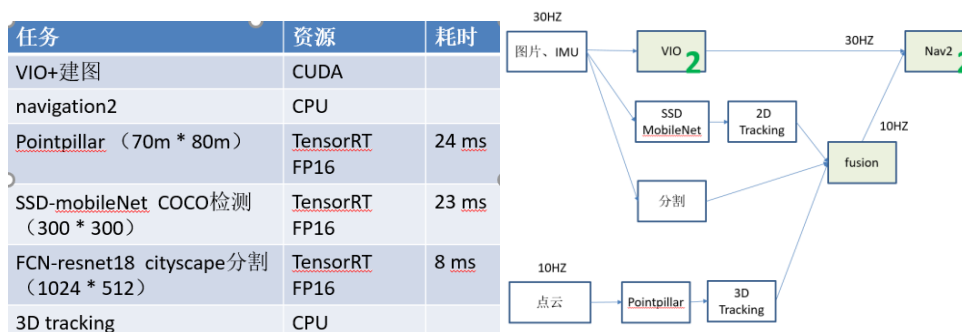 任务 资源 耗时
VIO+建图 CUDA
navigation2 CPU
Pointpillar （70m * 80m） TensorRT 24 ms
FP16
SSD-mobileNet COCO检测 TensorRT 23 ms
（300 * 300） FP16
FCN-resnet18 cityscape分割 TensorRT 8 ms
（1024 * 512） FP16
3D tracking CPU
30HZ
图片、IMU
VIO
2
30HZ
Nav2
SSD
MobileNet
2D
Tracking
10HZ
fusion
分割
10HZ
点云
Pointpillar
3D
Tracking